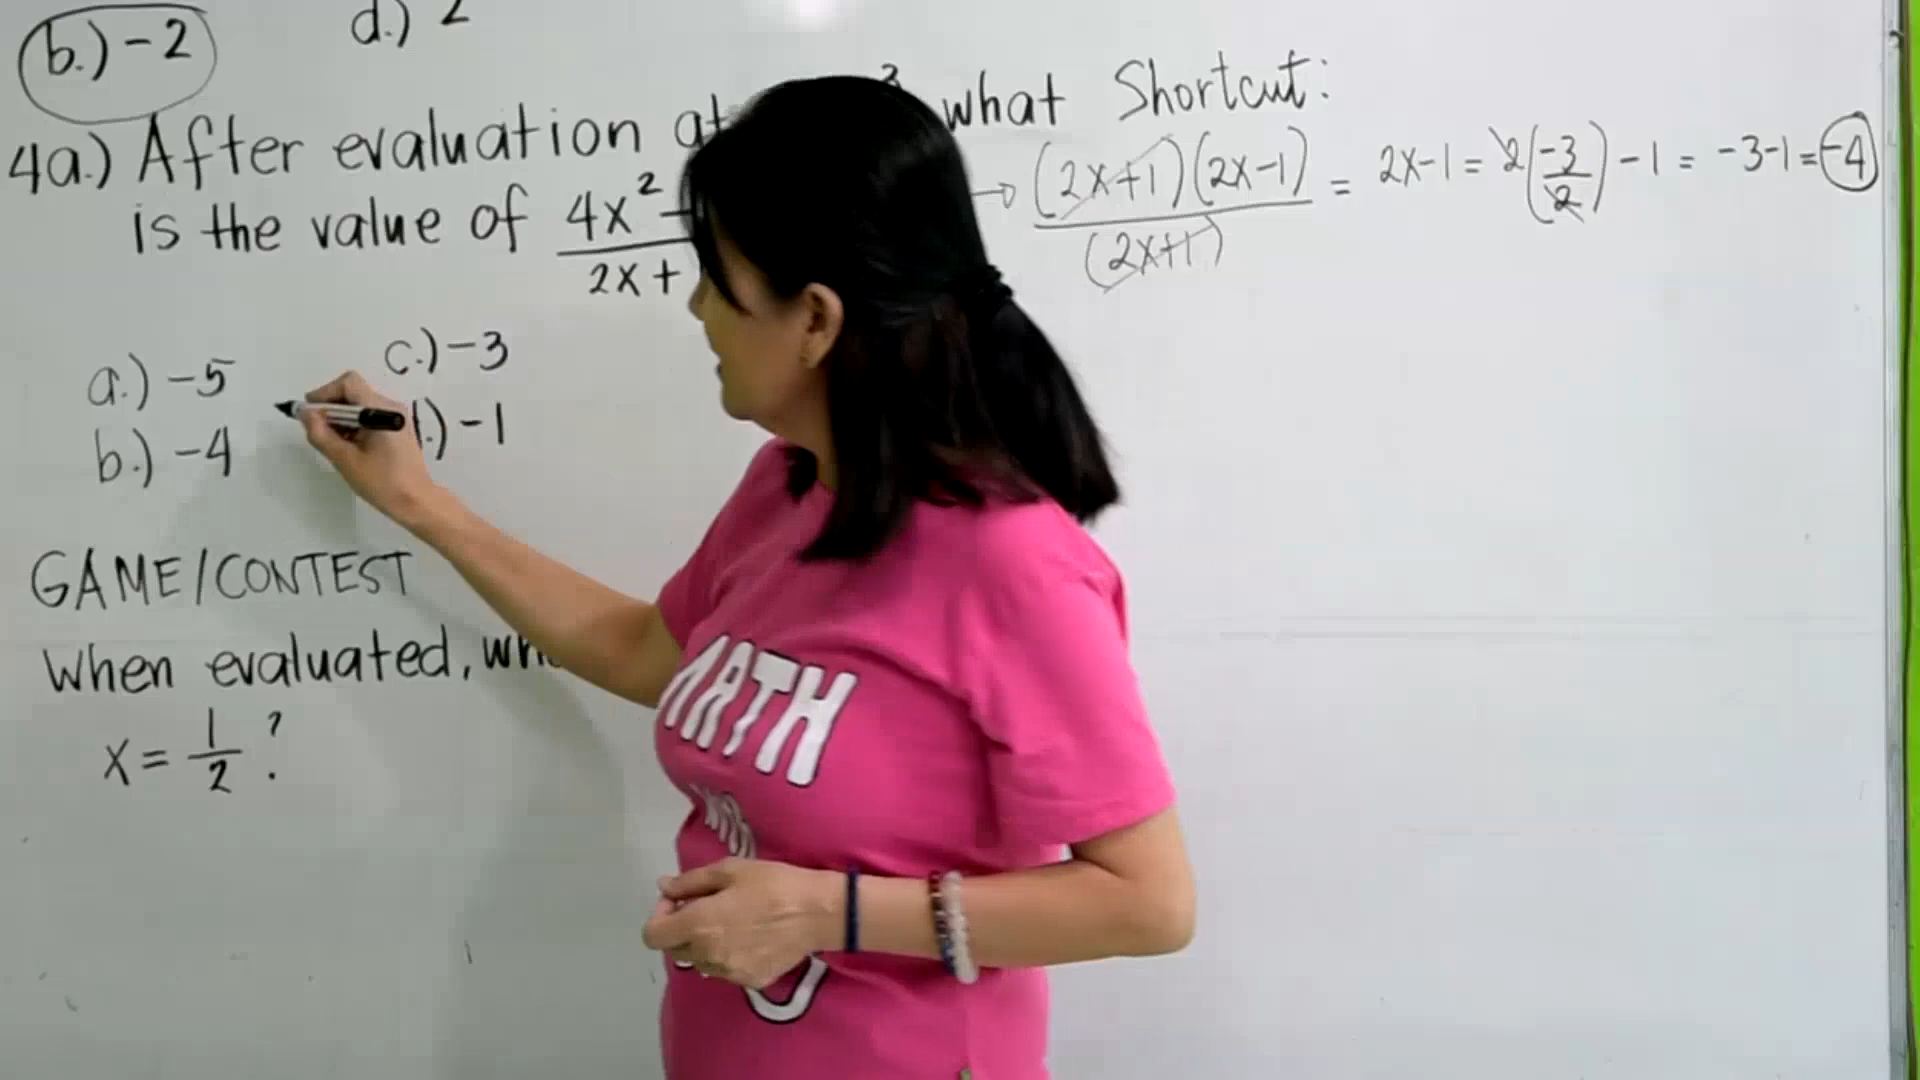 b.) -2
d.) 2
4a.) After evaluation at what
is the value of 4x²
2x+
a.) -5
c.) -3
b.) -4
.) -1
Shortcut:
→ (2x+1)(2x-1)/(2x+1) = 2x-1 = 2(-3/2) -1 = -3-1 = -4
GAME/CONTEST
When evaluated,
x = 1/2 ?
MATH